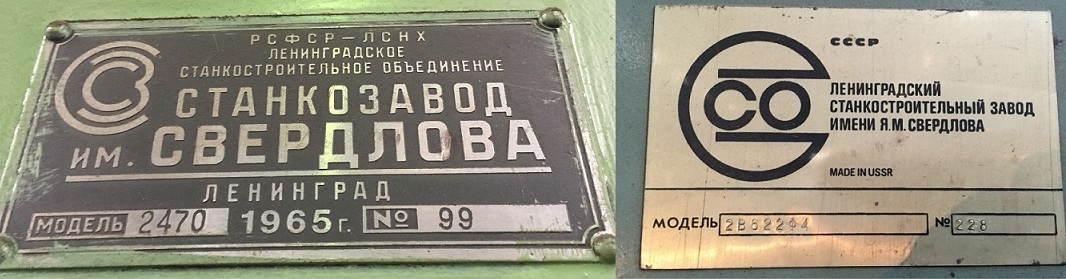 РСФСР-ЛСНХ
ЛЕНИНГРАДСКОЕ
СТАНКОСТРОИТЕЛЬНОЕ ОБЪЕДИНЕНИЕ
СТАНКОЗАВОД
ИМ. СВЕРДЛОВА
ЛЕНИНГРАД
МОДЕЛЬ 2470 1965г. № 99
СССР
СО
ЛЕНИНГРАДСКИЙ
СТАНКОСТРОИТЕЛЬНЫЙ ЗАВОД
ИМЕНИ Я.М.СВЕРДЛОВА
MADE IN USSR
МОДЕЛЬ 2В622Ф4 № 228